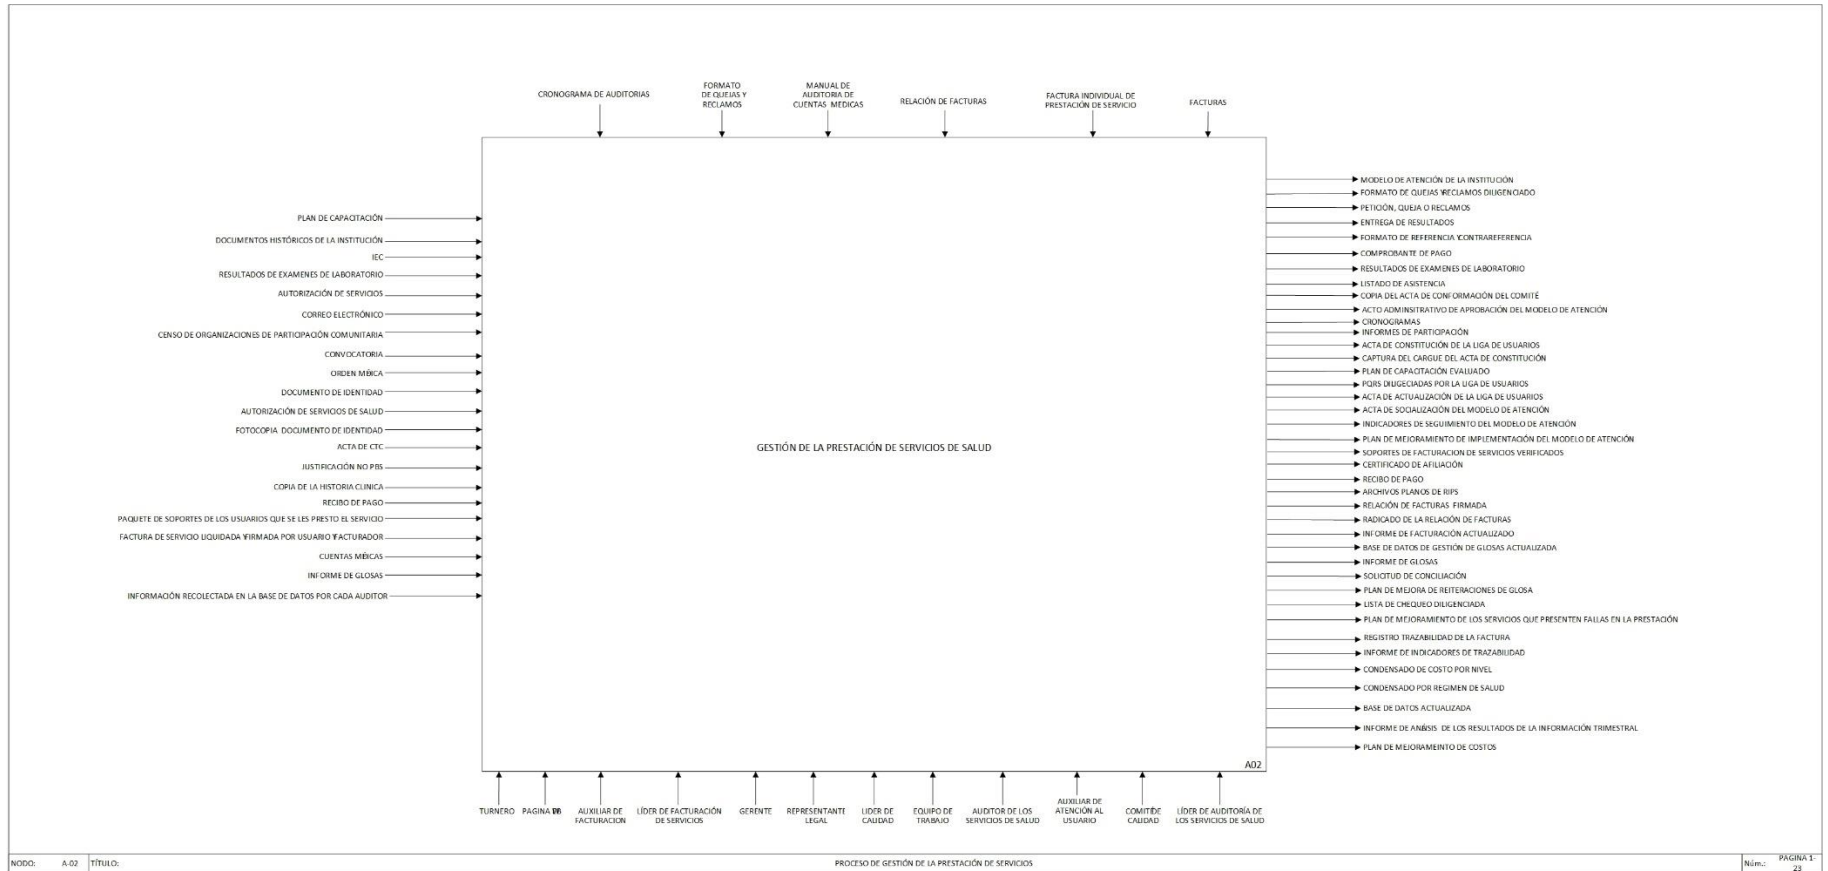 CRONOGRAMA DE AUDITORIAS
FORMATO
DE QUEJAS Y
RECLAMOS
MANUAL DE
AUDITORIA DE
CUENTAS MEDICAS
RELACIÓN DE FACTURAS
FACTURA INDIVIDUAL DE
PRESTACIÓN DE SERVICIO
FACTURAS
PLAN DE CAPACITACIÓN
DOCUMENTOS HISTÓRICOS DE LA INSTITUCIÓN
IEC
RESULTADOS DE EXAMENES DE LABORATORIO
AUTORIZACIÓN DE SERVICIOS
CORREO ELECTRÓNICO
CENSO DE ORGANIZACIONES DE PARTICIPACIÓN COMUNITARIA
CONVOCATORIA
ORDEN MÉICA
DOCUMENTO DE IDENTIDAD
AUTORIZACIÓN DE SERVICIOS DE SALUD
FOTOCOPIA DOCUMENTO DE IDENTIDAD
ACTA DE CTC
JUSTIFICACIÓN NO PBS
COPIA DE LA HISTORIA CLINICA
RECIBO DE PAGO
PAQUETE DE SOPORTES DE LOS USUARIOS QUE SE LES PRESTO EL SERVICIO
FACTURA DE SERVICIO LIQUIDADA YFIRMADA POR USUARIO YFACTURADOR
CUENTAS MÉICAS
INFORME DE GLOSAS
INFORMACIÓN RECOLECTADA EN LA BASE DE DATOS POR CADA AUDITOR
GESTIÓN DE LA PRESTACIÓN DE SERVICIOS DE SALUD
A02
MODELO DE ATENCIÓN DE LA INSTITUCIÓN
FORMATO DE QUEJAS YRECLAMOS DILIGENCIADO
PETICIÓN, QUEJA O RECLAMOS
ENTREGA DE RESULTADOS
FORMATO DE REFERENCIA YCONTRAREFERENCIA
COMPROBANTE DE PAGO
RESULTADOS DE EXAMENES DE LABORATORIO
LISTADO DE ASISTENCIA
COPIA DEL ACTA DE CONFORMACIÓN DEL COMITÉ
ACTO ADMINSITRATIVO DE APROBACIÓN DEL MODELO DE ATENCIÓN
CRONOGRAMAS
INFORMES DE PARTICIPACIÓN
ACTA DE CONSTITUCIÓN DE LA LIGA DE USUARIOS
CAPTURA DEL CARGUE DEL ACTA DE CONSTITUCIÓN
PLAN DE CAPACITACIÓN EVALUADO
PQRS DILIGECIADAS POR LA LIGA DE USUARIOS
ACTA DE ACTUALIZACIÓN DE LA LIGA DE USUARIOS
ACTA DE SOCIALIZACIÓN DEL MODELO DE ATENCIÓN
INDICADORES DE SEGUIMIENTO DEL MODELO DE ATENCIÓN
PLAN DE MEJORAMIENTO DE IMPLEMENTACIÓN DEL MODELO DE ATENCIÓN
SOPORTES DE FACTURACION DE SERVICIOS VERIFICADOS
CERTIFICADO DE AFILIACIÓN
RECIBO DE PAGO
ARCHIVOS PLANOS DE RIPS
RELACIÓN DE FACTURAS FIRMADA
RADICADO DE LA RELACIÓN DE FACTURAS
INFORME DE FACTURACIÓN ACTUALIZADO
BASE DE DATOS DE GESTIÓN DE GLOSAS ACTUALIZADA
INFORME DE GLOSAS
SOLICITUD DE CONCILIACIÓN
PLAN DE MEJORA DE REITERACIONES DE GLOSA
LISTA DE CHEQUEO DILIGENCIADA
PLAN DE MEJORAMIENTO DE LOS SERVICIOS QUE PRESENTEN FALLAS EN LA PRESTACIÓN
REGISTRO TRAZABILIDAD DE LA FACTURA
INFORME DE INDICADORES DE TRAZABILIDAD
CONDENSADO DE COSTO POR NIVEL
CONDENSADO POR REGIMEN DE SALUD
BASE DE DATOS ACTUALIZADA
INFORME DE ANÁISIS DE LOS RESULTADOS DE LA INFORMACIÓN TRIMESTRAL
PLAN DE MEJORAMEINTO DE COSTOS
TURNERO
PAGINA
AUXILIAR DE
FACTURACION
LÍDER DE FACTURACIÓN
DE SERVICIOS
GERENTE
REPRESENTANTE
LEGAL
LIDER DE
CALIDAD
EQUIPO DE
TRABAJO
AUDITOR DE LOS
SERVICIOS DE SALUD
AUXILIAR DE
ATENCIÓN AL
USUARIO
COMITÉDE
CALIDAD
LÍDER DE AUDITORÍA DE
LOS SERVICIOS DE SALUD
NODO: A-02 TÍTULO: PROCESO DE GESTIÓN DE LA PRESTACIÓN DE SERVICIOS Núm.: PAGINA 1-
23